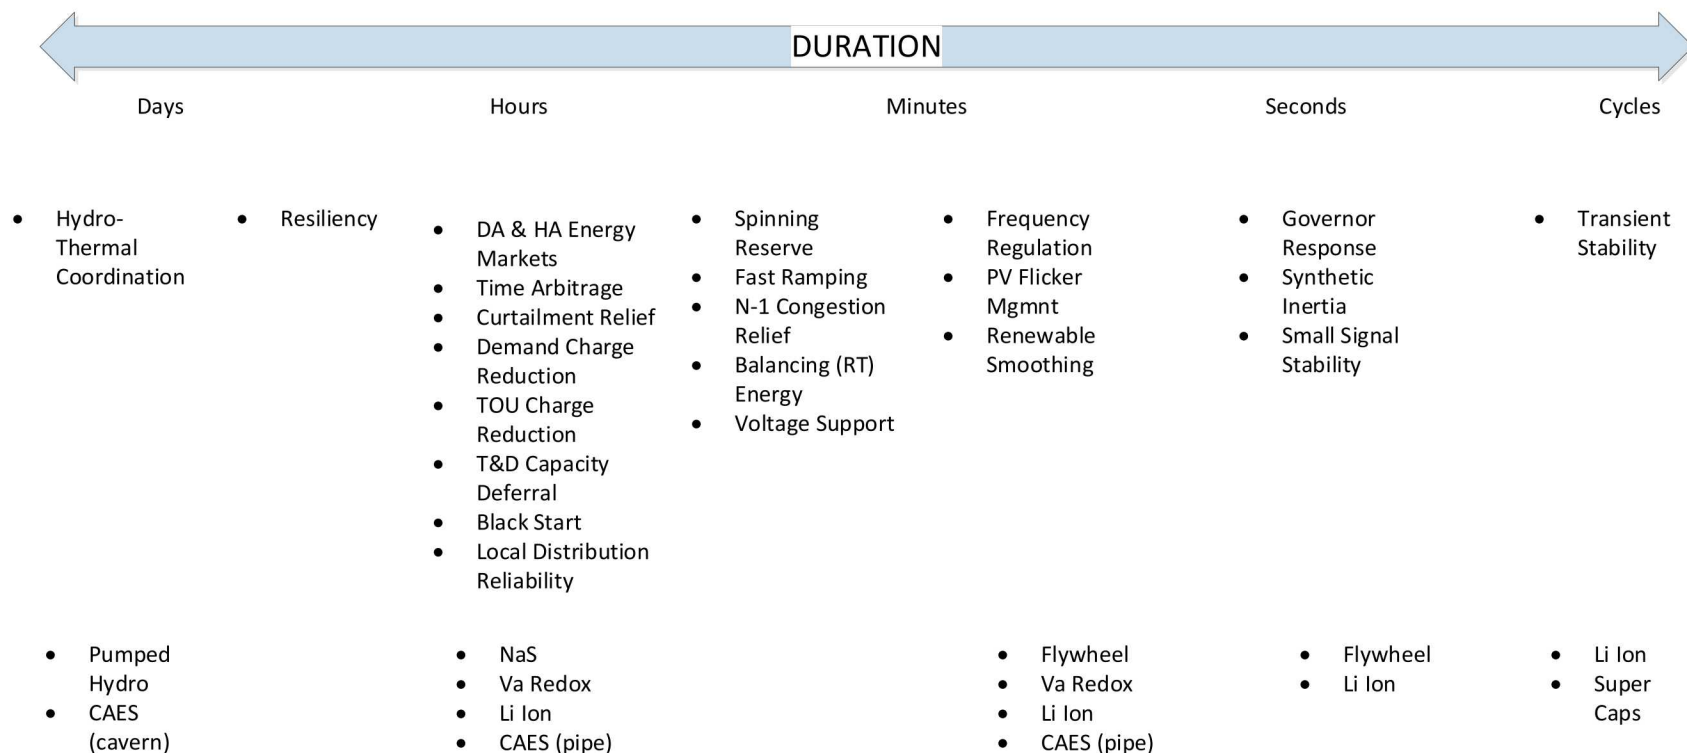 DURATION
Days
Hours
Minutes
Seconds
Cycles
• Hydro-
Thermal
Coordination
• Resiliency
• DA & HA Energy
Markets
• Time Arbitrage
• Curtailment Relief
• Demand Charge
Reduction
• TOU Charge
Reduction
• T&D Capacity
Deferral
• Black Start
• Local Distribution
Reliability
• Spinning
Reserve
• Fast Ramping
• N-1 Congestion
Relief
• Balancing (RT)
Energy
• Voltage Support
• Frequency
Regulation
• PV Flicker
Mgmnt
• Renewable
Smoothing
• Governor
Response
• Synthetic
Inertia
• Small Signal
Stability
• Transient
Stability
• Pumped
Hydro
• CAES
(cavern)
• NaS
• Va Redox
• Li Ion
• CAES (pipe)
• Flywheel
• Va Redox
• Li Ion
• CAES (pipe)
• Flywheel
• Li Ion
• Li Ion
• Super
Caps